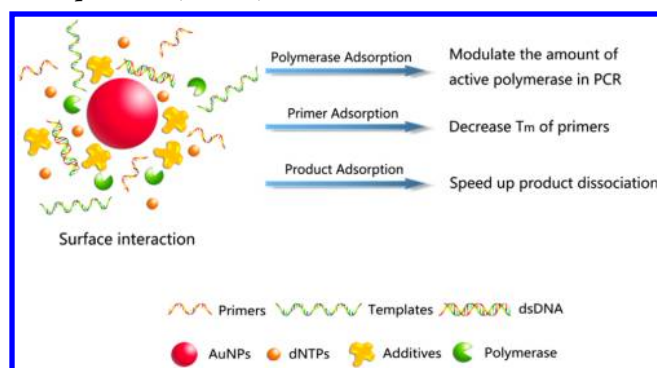 Polymerase Adsorption
Modulate the amount of
active polymerase in PCR
Primer Adsorption
Decrease Tm of primers
Product Adsorption
Speed up product dissociation
Surface interaction
Primers
Templates
dsDNA
AuNPs
dNTPs
Additives
Polymerase